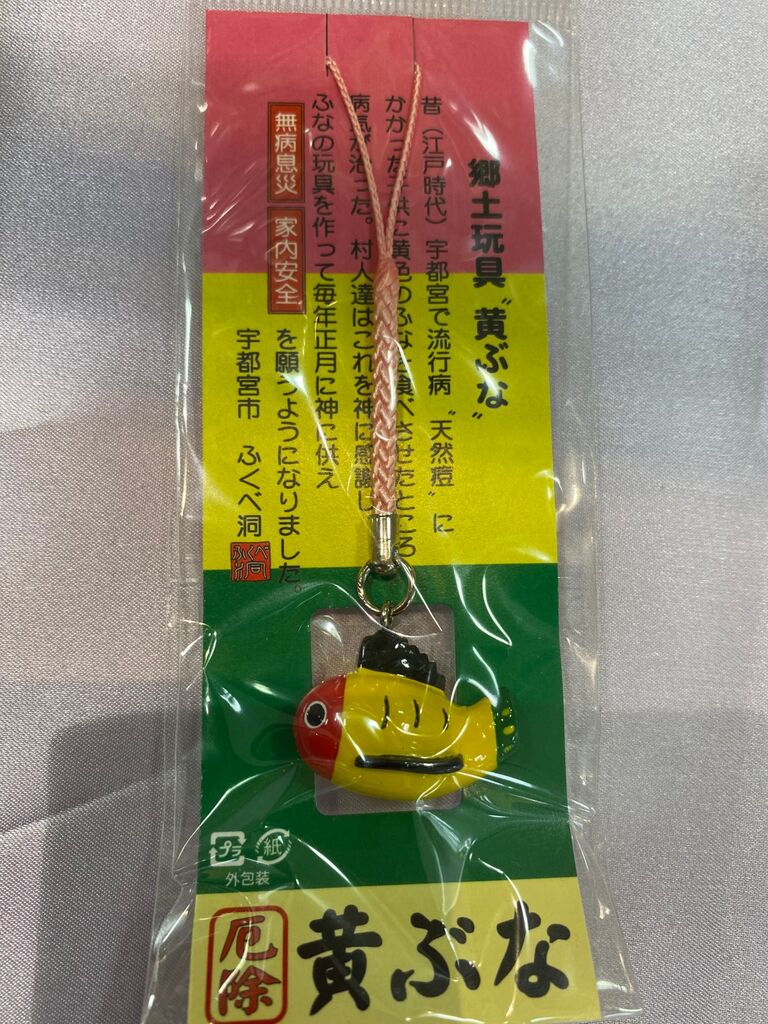 郷土玩具“黄ぶな”
昔(江戸時代)宇都宮で流行病“天然痘”に
かかった子供に黄色のふなを食べさせたところ
病気が治った。村人達はこれを神に感謝し
ふなの玩具を作って毎年正月に神に供え
無病息災 家内安全
を願うようになりました。
宇都宮市 ふくべ洞
ふくべ洞
プラ 紙
外包装
厄除 黄ぶな